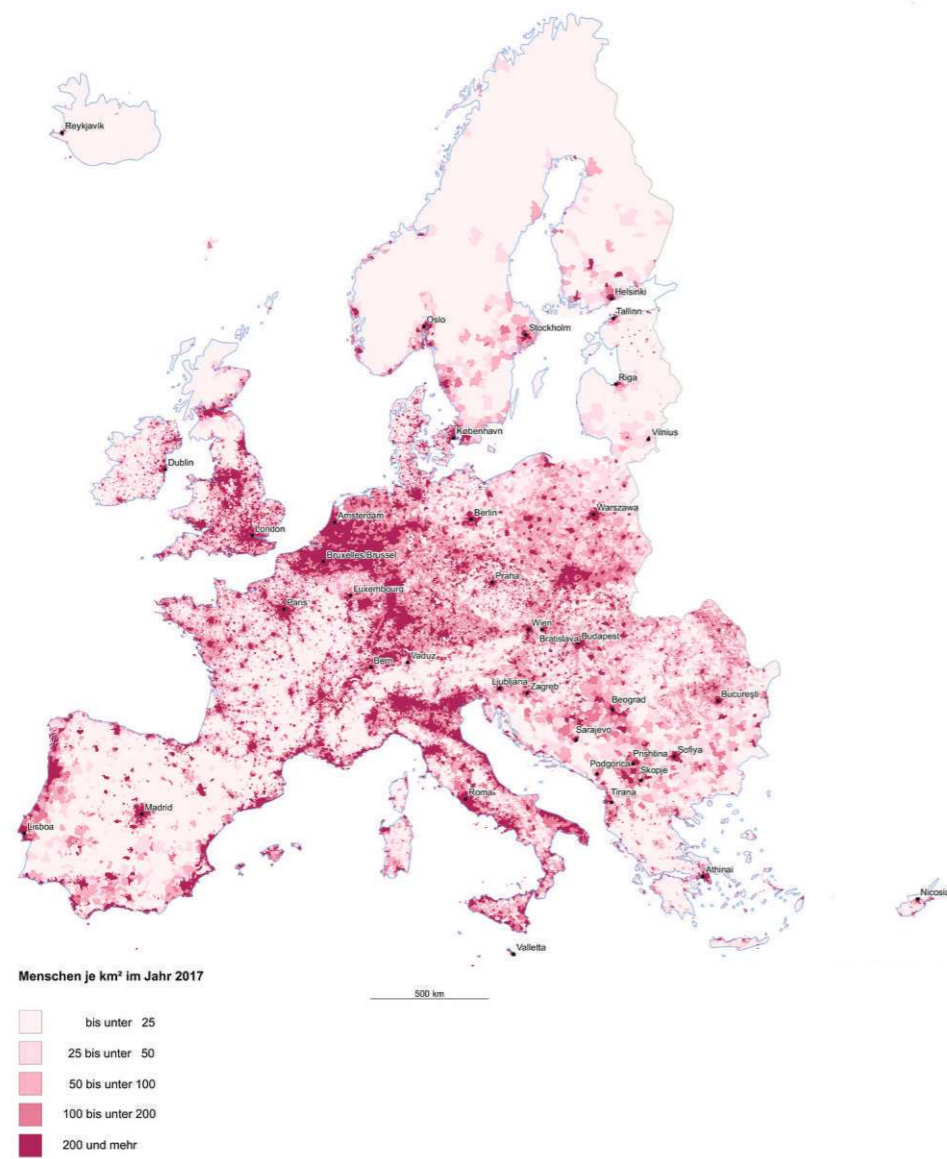 Reykjavík
Helsinki
Oslo
Tallinn
Stockholm
Riga
København
Vilnius
Dublin
Warszawa
Amsterdam
Berlin
London
Bruxelles/Brussel
Praha
Luxembourg
Paris
Wien
Bratislava
Budapest
Bern
Vaduz
Ljubljana
Zagreb
Beograd
București
Sarajevo
Prishtina
Sofiya
Podgorica
Skopje
Roma
Tirana
Madrid
Lisboa
Athinai
Nicosia
Valletta
Menschen je km² im Jahr 2017
500 km
bis unter 25
25 bis unter 50
50 bis unter 100
100 bis unter 200
200 und mehr